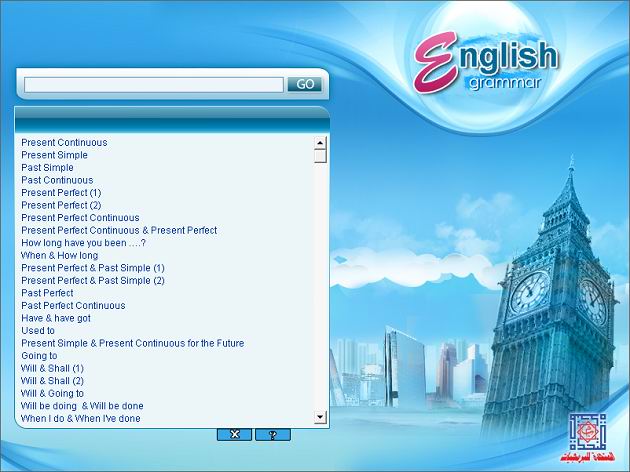 English
grammar
GO
Present Continuous
Present Simple
Past Simple
Past Continuous
Present Perfect (1)
Present Perfect (2)
Present Perfect Continuous
Present Perfect Continuous & Present Perfect
How long have you been ....?
When & How long
Present Perfect & Past Simple (1)
Present Perfect & Past Simple (2)
Past Perfect
Past Perfect Continuous
Have & have got
Used to
Present Simple & Present Continuous for the Future
Going to
Will & Shall (1)
Will & Shall (2)
Will & Going to
Will be doing & Will be done
When I do & When I've done
X ?